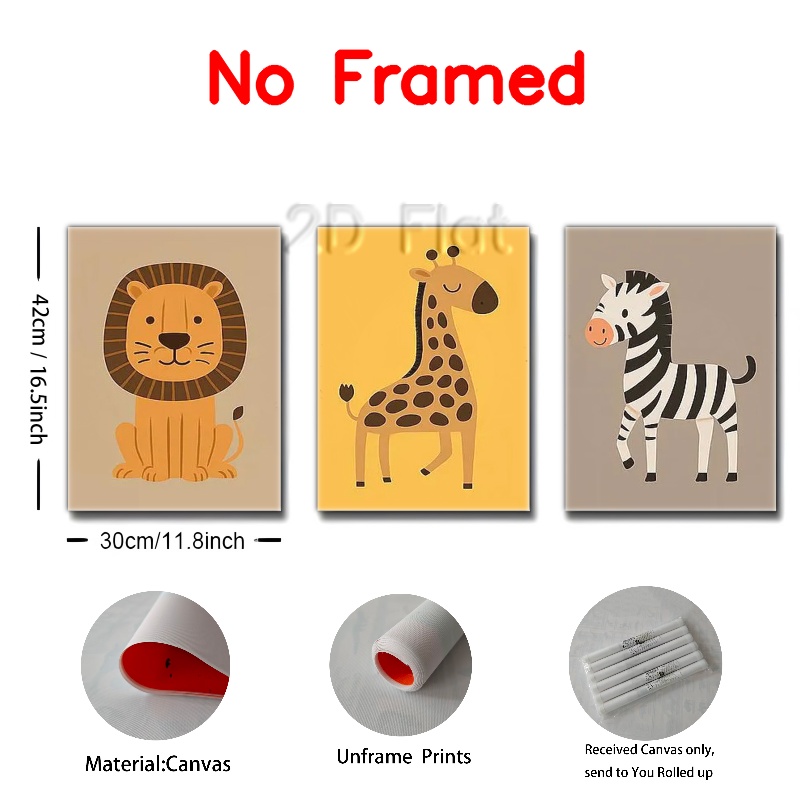 No Framed
2D Flat
42cm / 16.5inch
30cm/11.8inch
Material:Canvas
Unframe Prints
Received Canvas only,
send to You Rolled up